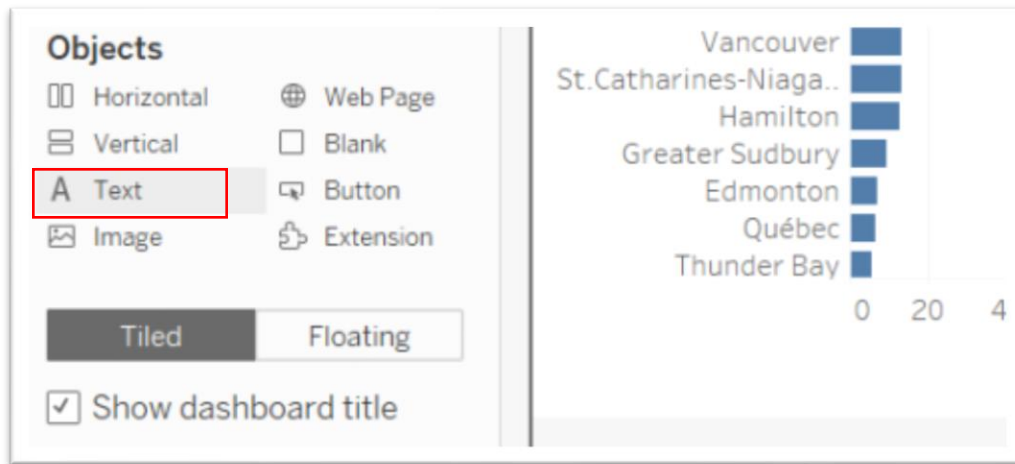 Objects
Horizontal
Web Page
Vertical
Blank
A Text
Button
Image
Extension
Tiled
Floating
Show dashboard title
Vancouver
St.Catharines-Niaga..
Hamilton
Greater Sudbury
Edmonton
Québec
Thunder Bay
0 20 4